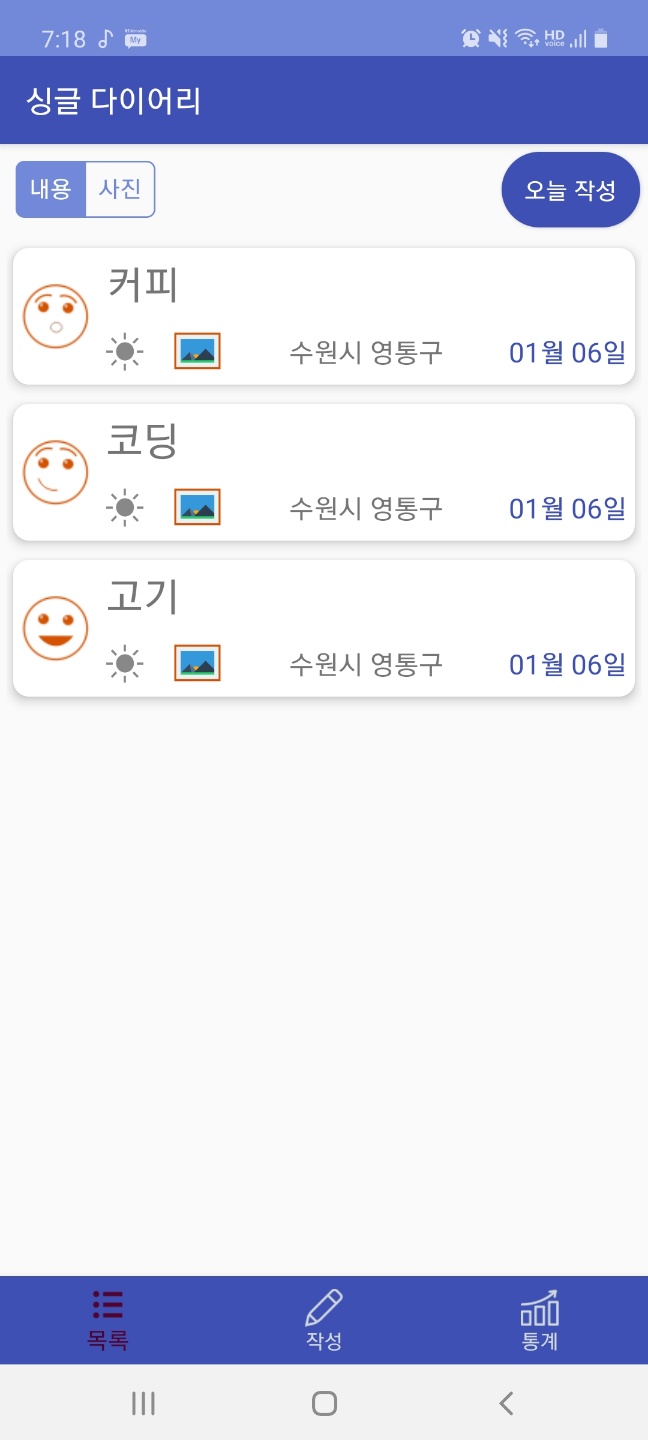 7:18 My HD voice
싱글 다이어리
내용 사진 오늘 작성
커피
수원시 영통구 01월 06일
코딩
수원시 영통구 01월 06일
고기
수원시 영통구 01월 06일
목록 작성 통계